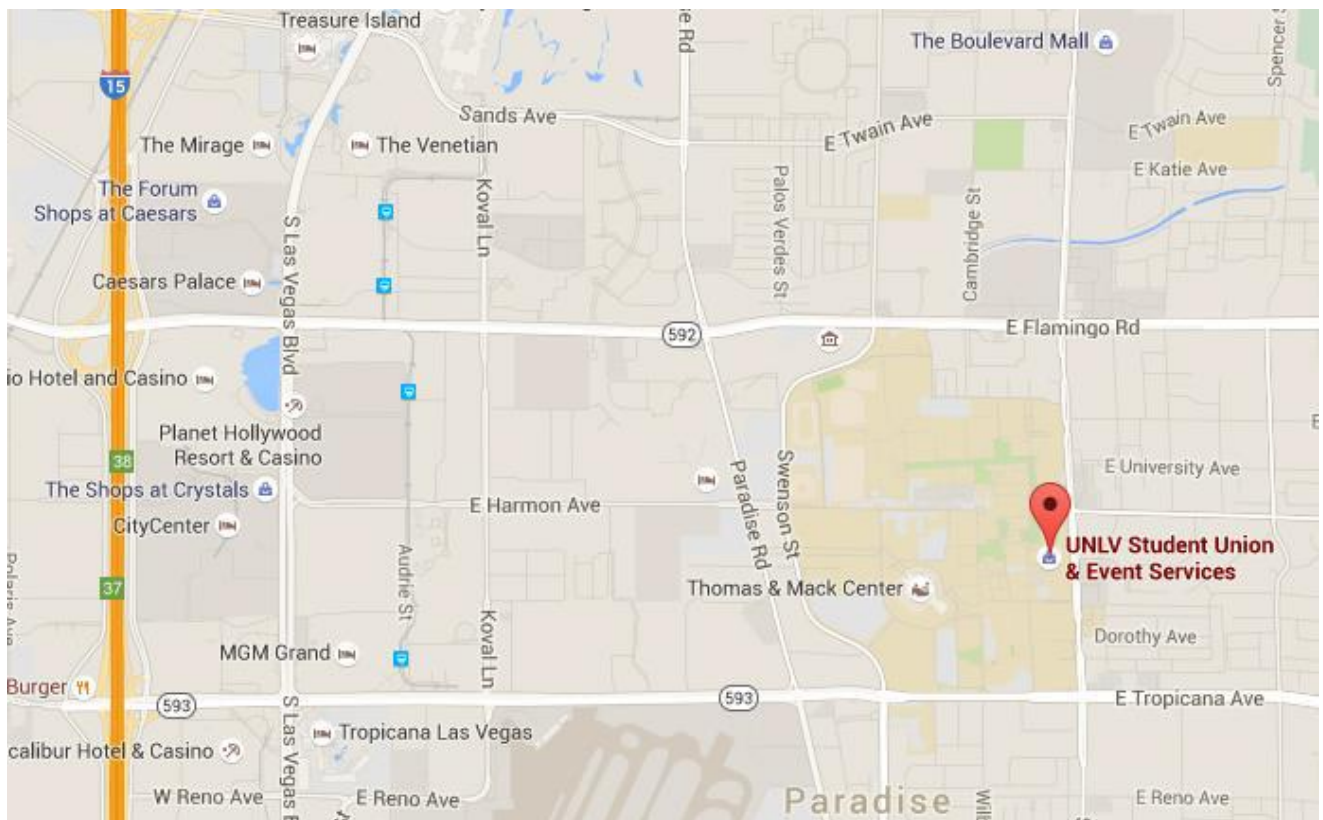 Treasure Island
The Boulevard Mall
15
Sands Ave
E Twain Ave
E Twain Ave
Spencer S
The Mirage
The Venetian
E Katie Ave
The Forum
Shops at Caesars
Koval Ln
Palos Verdes St
Cambridge St
S Las Vegas Blvd
Caesars Palace
592
E Flamingo Rd
io Hotel and Casino
Planet Hollywood
Resort & Casino
38
The Shops at Crystals
E Harmon Ave
Paradise Rd
Swenson St
E University Ave
CityCenter
UNLV Student Union
& Event Services
Audrie St
37
Thomas & Mack Center
Koval Ln
Dorothy Ave
MGM Grand
Burger
593
593
E Tropicana Ave
S Las Vegas B
Tropicana Las Vegas
calibur Hotel & Casino
W Reno Ave
E Reno Ave
Paradise
Wil
E Reno Ave